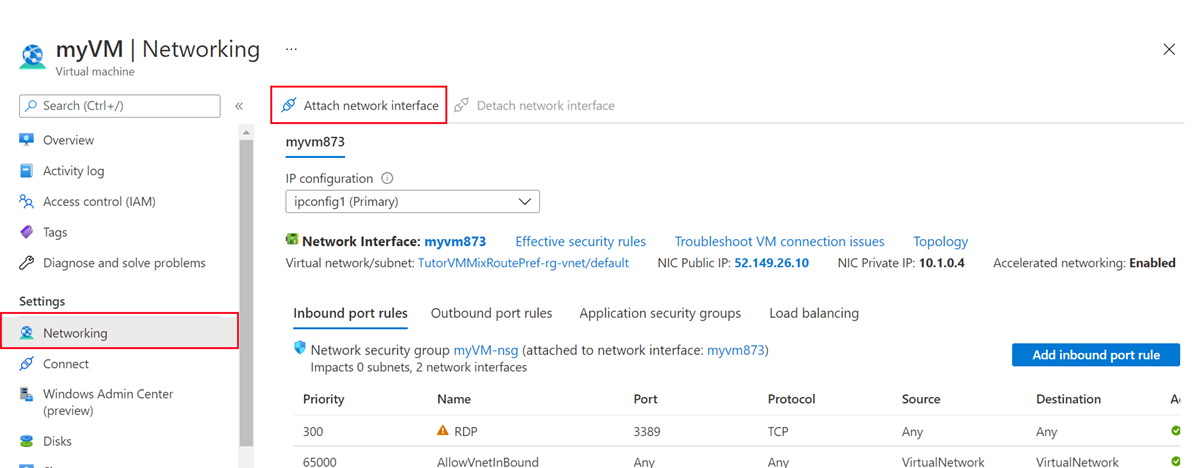 myVM | Networking ...
Virtual machine
Search (Ctrl+/)
«
Attach network interface
Detach network interface
Overview
Activity log
Access control (IAM)
Tags
Diagnose and solve problems
Settings
Networking
Connect
Windows Admin Center
(preview)
Disks
myvm873
IP configuration
ipconfig1 (Primary)
Network Interface: myvm873 Effective security rules Troubleshoot VM connection issues Topology
Virtual network/subnet: TutorVMMixRoutePref-rg-vnet/default NIC Public IP: 52.149.26.10 NIC Private IP: 10.1.0.4 Accelerated networking: Enabled
Inbound port rules Outbound port rules Application security groups Load balancing
Network security group myVM-nsg (attached to network interface: myvm873)
Impacts 0 subnets, 2 network interfaces
Add inbound port rule
Priority Name Port Protocol Source Destination
300 RDP 3389 TCP Any Any
65000 AllowVnetInBound Any Any VirtualNetwork VirtualNetwork